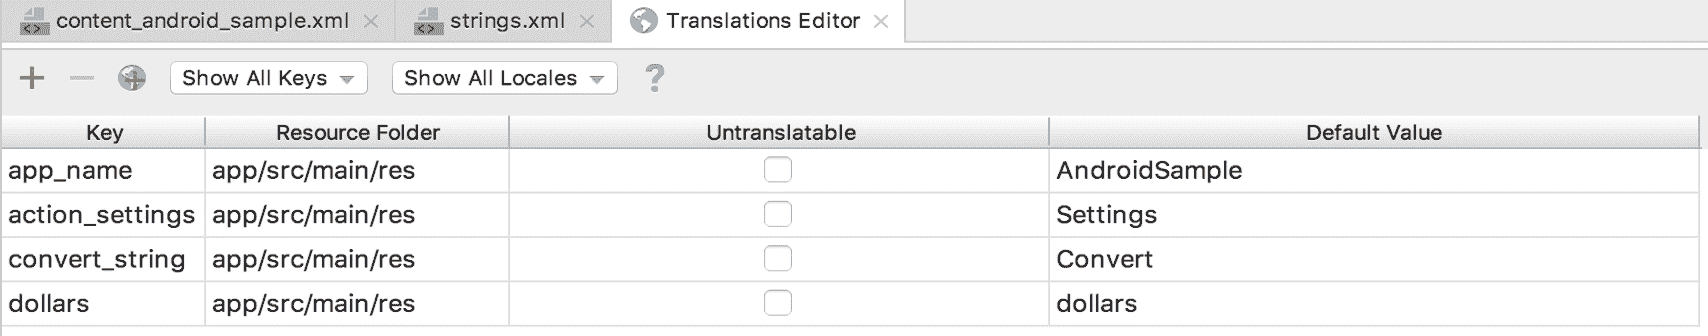 content_android_sample.xml strings.xml Translations Editor
Show All Keys Show All Locales ?
Key Resource Folder Untranslatable Default Value
app_name app/src/main/res AndroidSample
action_settings app/src/main/res Settings
convert_string app/src/main/res Convert
dollars app/src/main/res dollars